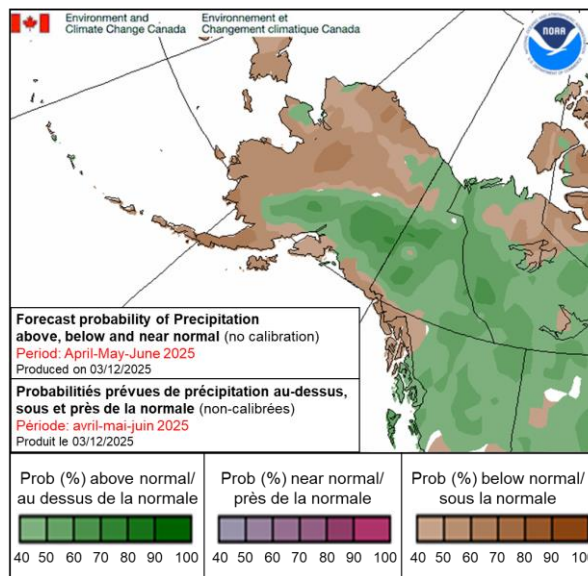 Environment and
Climate Change Canada
Environnement et
Changement climatique Canada
NOAA
Forecast probability of Precipitation
above, below and near normal (no calibration)
Period: April-May-June 2025
Produced on 03/12/2025
Probabilitiés prévues de précipitation au-dessus,
sous et près de la normale (non-calibrées)
Période: avril-mai-juin 2025
Produit le 03/12/2025
Prob (%) above normal/
au dessus de la normale
40 50 60 70 80 90 100
Prob (%) near normal/
près de la normale
40 50 60 70 80 90 100
Prob (%) below normal/
sous la normale
40 50 60 70 80 90 100